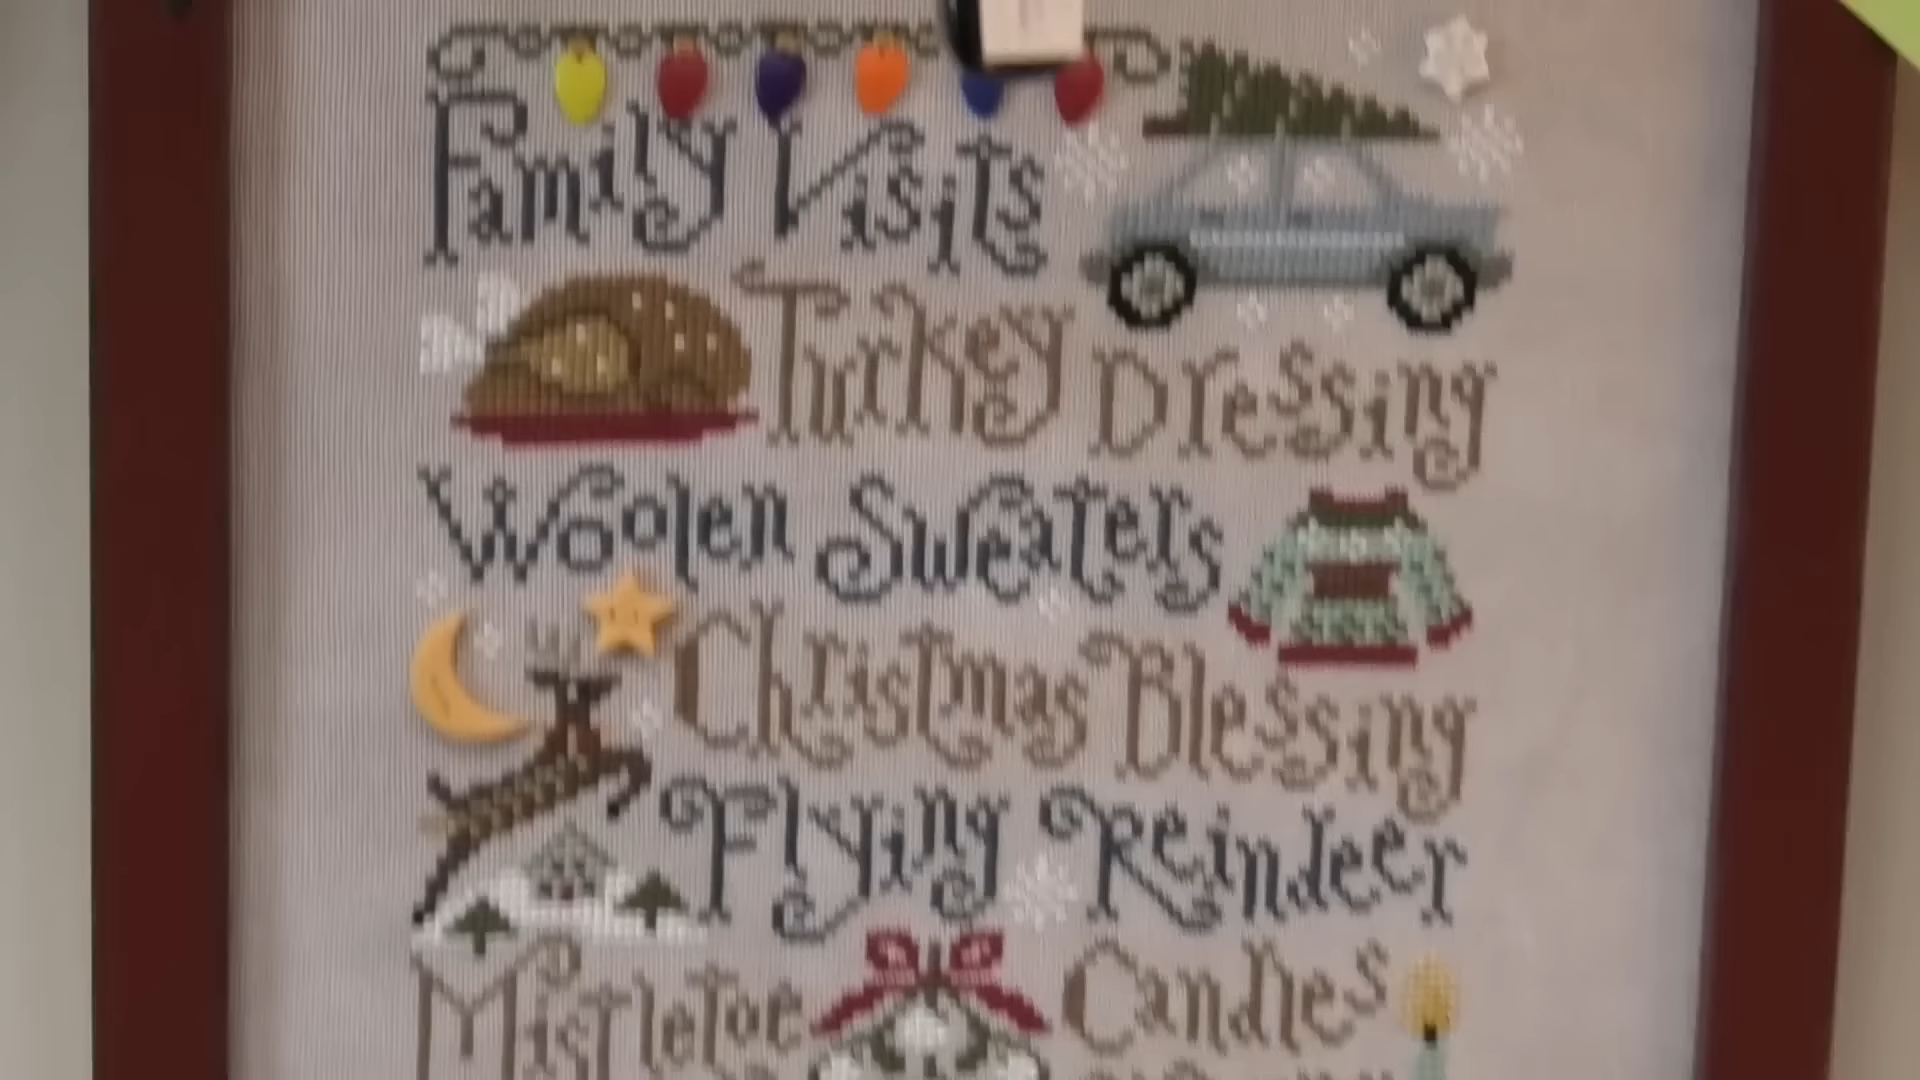 Family Visits
Turkey Dressing
Woolen Sweaters
Christmas Blessing
Flying Reindeer
Mistletoe Candles